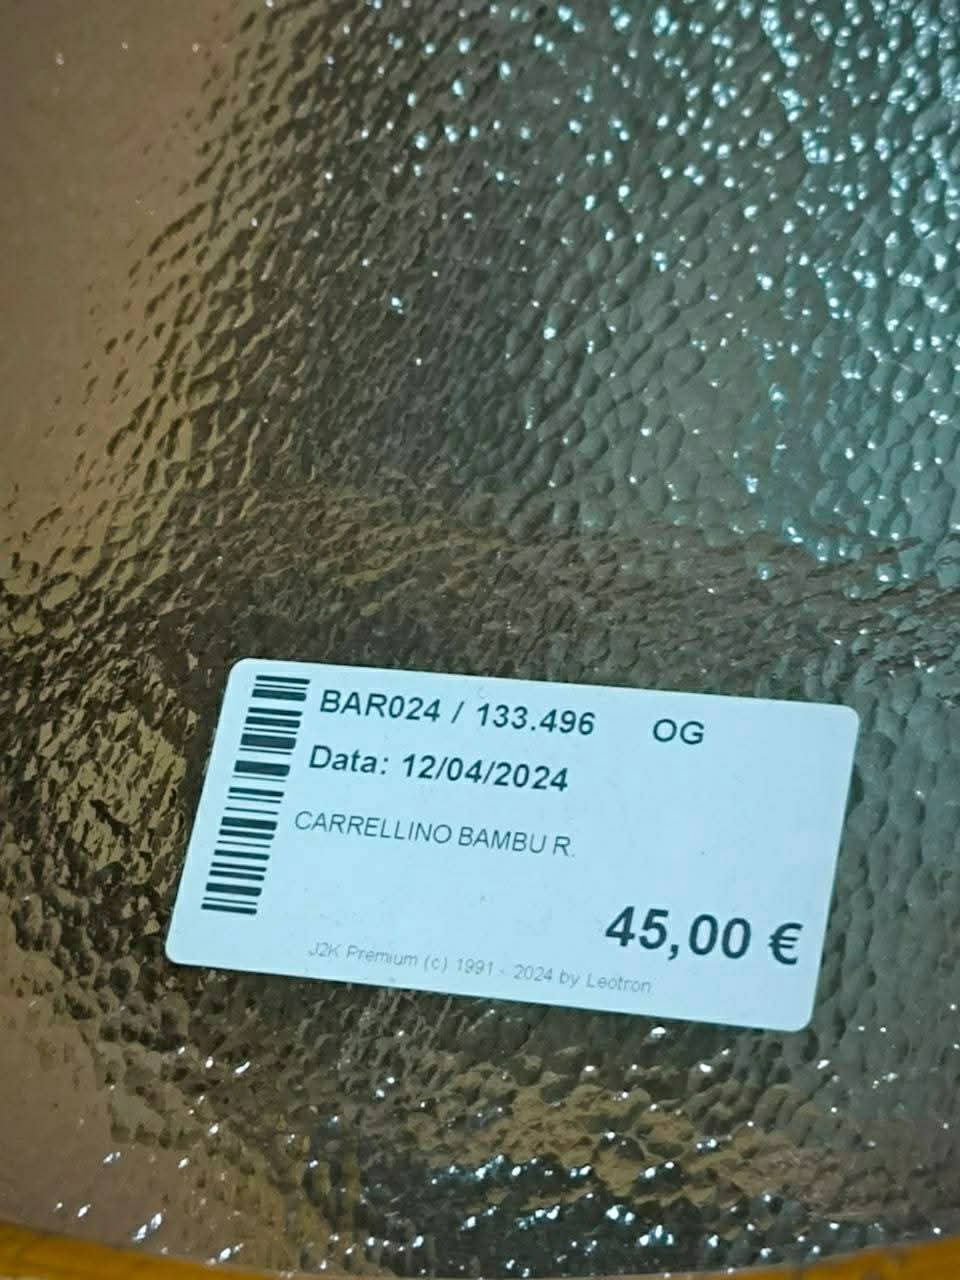 BAR024 / 133.496 OG
Data: 12/04/2024
CARRELLINO BAMBU R.
45,00 €
J2K Premium (c) 1991 - 2024 by Leotron